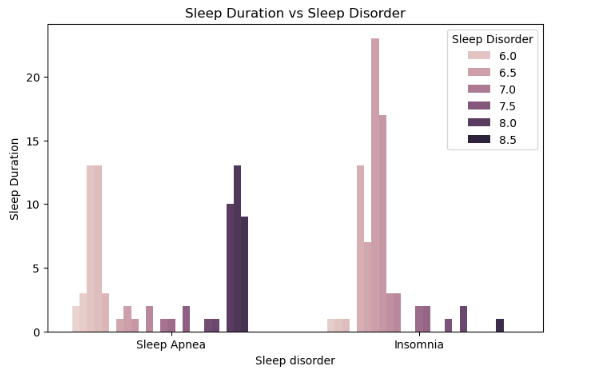 Sleep Duration vs Sleep Disorder
Sleep Disorder
6.0
6.5
7.0
7.5
8.0
8.5
20
15
10
5
0
Sleep Duration
Sleep Apnea
Insomnia
Sleep disorder